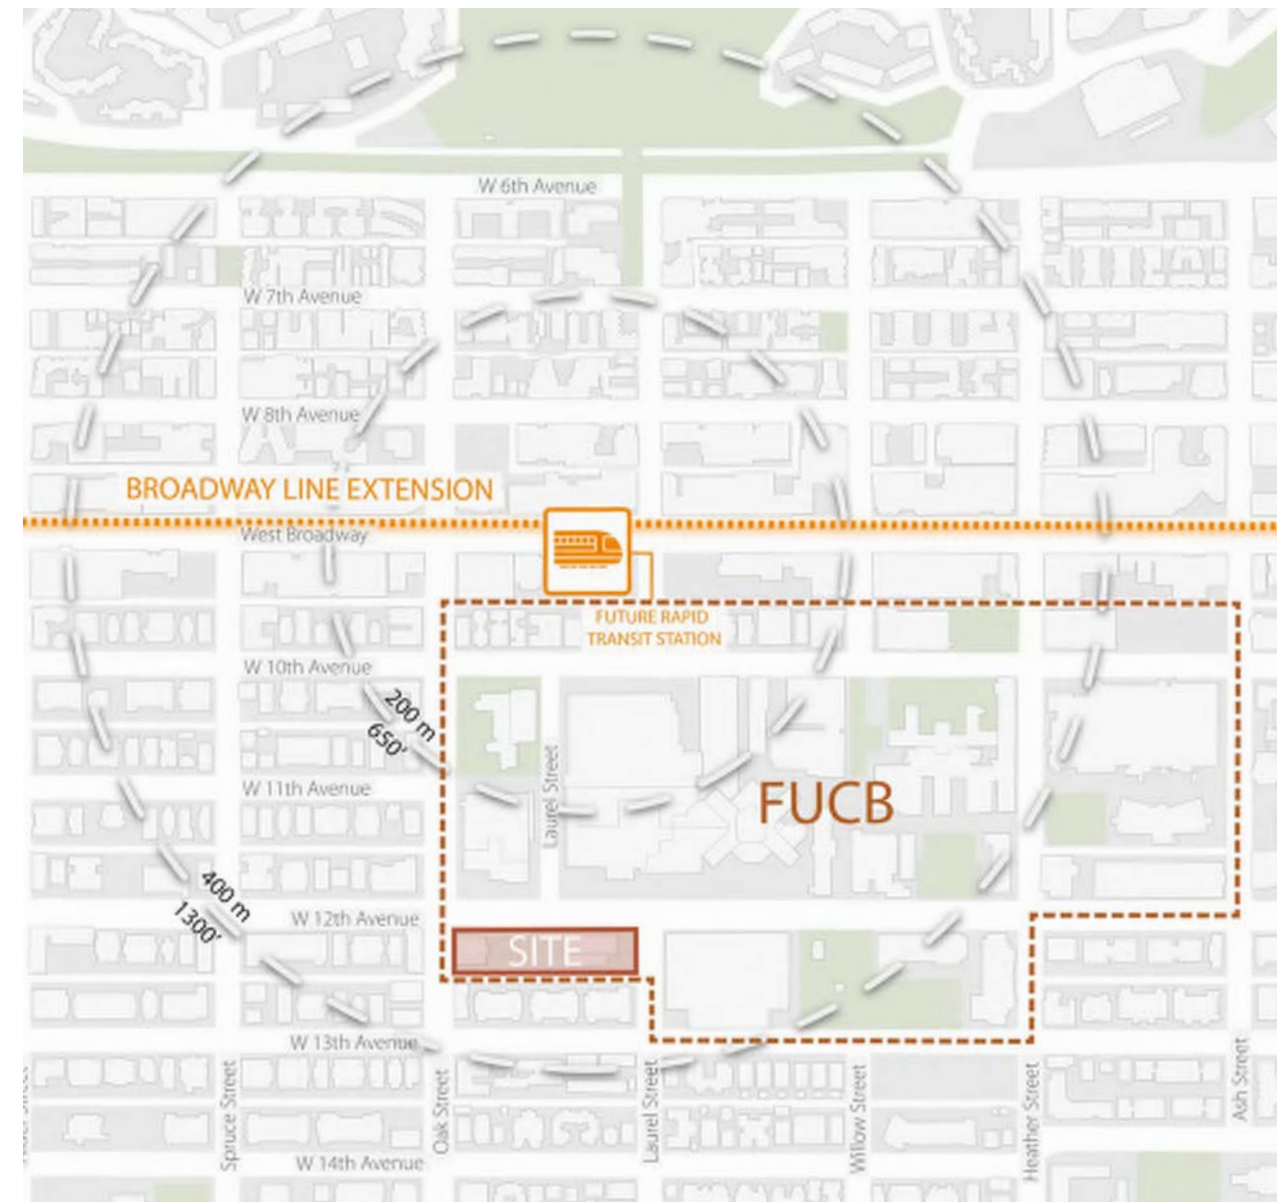 W 6th Avenue
W 7th Avenue
W 8th Avenue
BROADWAY LINE EXTENSION
West Broadway
FUTURE RAPID
TRANSIT STATION
W 10th Avenue
200 m
650'
Laurel Street
W 11th Avenue
FUCB
400 m
1300'
W 12th Avenue
SITE
W 13th Avenue
Spruce Street
Oak Street
Laurel Street
Willow Street
Heather Street
Ash Street
W 14th Avenue